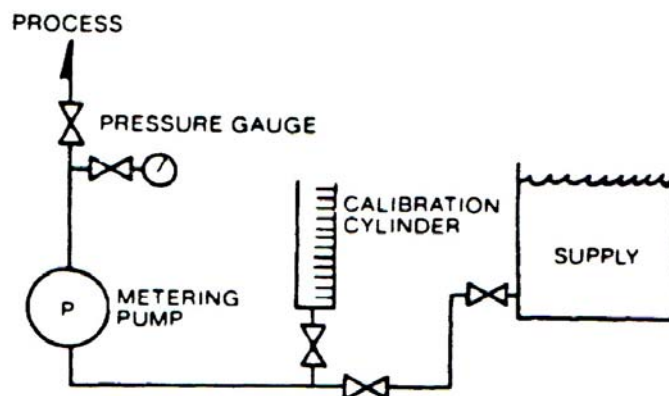 PROCESS
PRESSURE GAUGE
CALIBRATION
CYLINDER
SUPPLY
P
METERING
PUMP